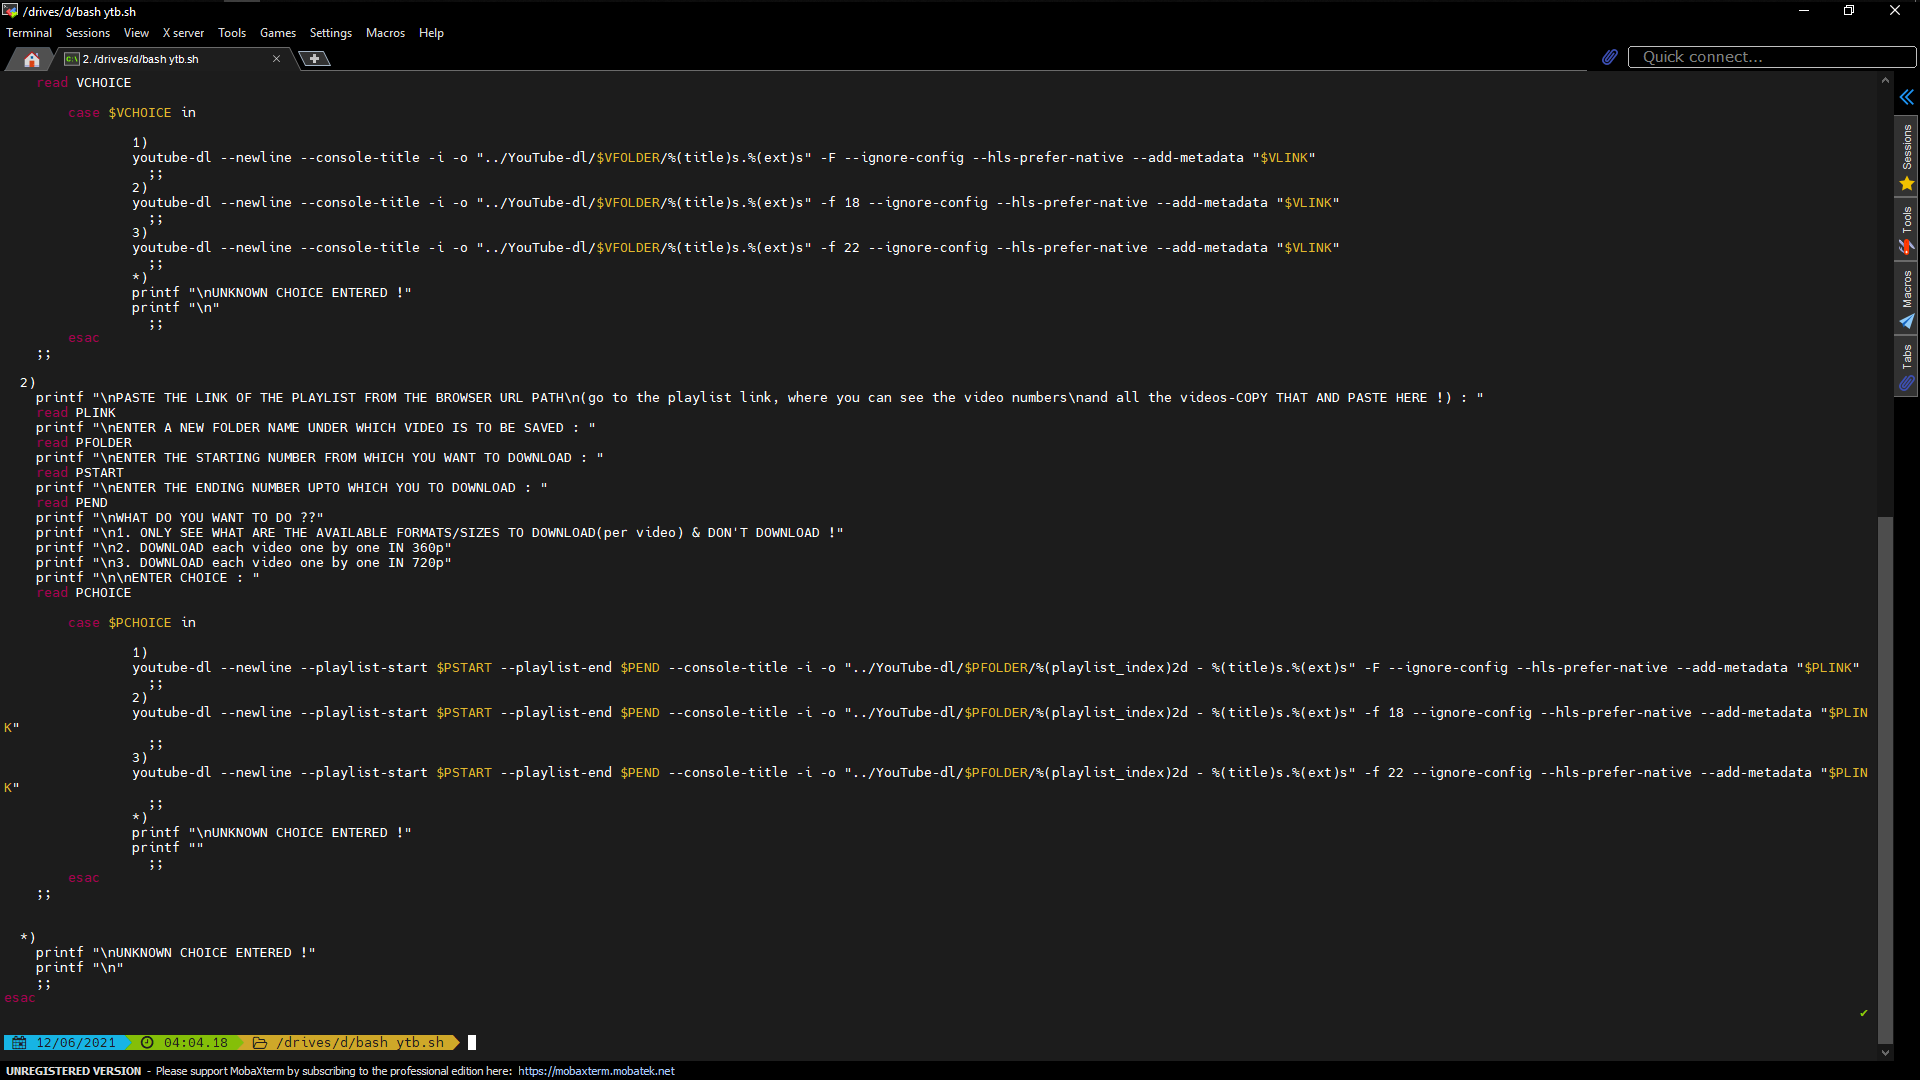 /drives/d/bash ytb.sh
Terminal Sessions View X server Tools Games Settings Macros Help
2. /drives/d/bash ytb.sh
Quick connect...
read VCHOICE
case $VCHOICE in
1)
youtube-dl --newline --console-title -i -o "../YouTube-dl/$VFOLDER/%(title)s.%(ext)s" -F --ignore-config --hls-prefer-native --add-metadata "$VLINK"
;;
2)
youtube-dl --newline --console-title -i -o "../YouTube-dl/$VFOLDER/%(title)s.%(ext)s" -f 18 --ignore-config --hls-prefer-native --add-metadata "$VLINK"
;;
3)
youtube-dl --newline --console-title -i -o "../YouTube-dl/$VFOLDER/%(title)s.%(ext)s" -f 22 --ignore-config --hls-prefer-native --add-metadata "$VLINK"
;;
*)
printf "\nUNKNOWN CHOICE ENTERED !"
printf "\n"
;;
esac
;;
2)
printf "\nPASTE THE LINK OF THE PLAYLIST FROM THE BROWSER URL PATH\n(go to the playlist link, where you can see the video numbers\nand all the videos-COPY THAT AND PASTE HERE !) : "
read PLINK
printf "\nENTER A NEW FOLDER NAME UNDER WHICH VIDEO IS TO BE SAVED : "
read PFOLDER
printf "\nENTER THE STARTING NUMBER FROM WHICH YOU WANT TO DOWNLOAD : "
read PSTART
printf "\nENTER THE ENDING NUMBER UPTO WHICH YOU TO DOWNLOAD : "
read PEND
printf "\nWHAT DO YOU WANT TO DO ??"
printf "\n1. ONLY SEE WHAT ARE THE AVAILABLE FORMATS/SIZES TO DOWNLOAD(per video) & DON'T DOWNLOAD !"
printf "\n2. DOWNLOAD each video one by one IN 360p"
printf "\n3. DOWNLOAD each video one by one IN 720p"
printf "\n\nENTER CHOICE : "
read PCHOICE
case $PCHOICE in
1)
youtube-dl --newline --playlist-start $PSTART --playlist-end $PEND --console-title -i -o "../YouTube-dl/$PFOLDER/%(playlist_index)2d - %(title)s.%(ext)s" -F --ignore-config --hls-prefer-native --add-metadata "$PLINK"
;;
2)
youtube-dl --newline --playlist-start $PSTART --playlist-end $PEND --console-title -i -o "../YouTube-dl/$PFOLDER/%(playlist_index)2d - %(title)s.%(ext)s" -f 18 --ignore-config --hls-prefer-native --add-metadata "$PLIN
K"
;;
3)
youtube-dl --newline --playlist-start $PSTART --playlist-end $PEND --console-title -i -o "../YouTube-dl/$PFOLDER/%(playlist_index)2d - %(title)s.%(ext)s" -f 22 --ignore-config --hls-prefer-native --add-metadata "$PLIN
K"
;;
*)
printf "\nUNKNOWN CHOICE ENTERED !"
printf ""
;;
esac
;;
*)
printf "\nUNKNOWN CHOICE ENTERED !"
printf "\n"
;;
esac
12/06/2021 04:04.18 /drives/d/bash ytb.sh
UNREGISTERED VERSION - Please support MobaXterm by subscribing to the professional edition here: https://mobaxterm.mobatek.net
Sessions
Tools
Macros
Tabs